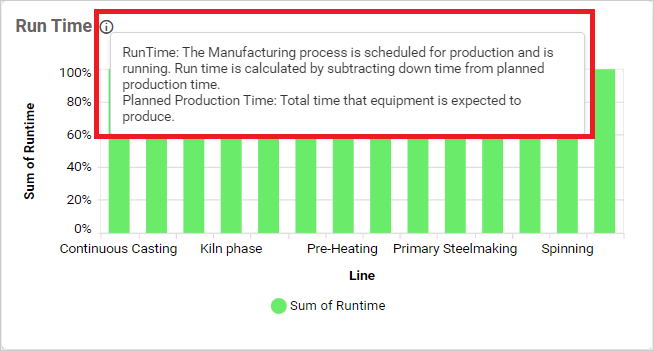 Run Time
RunTime: The Manufacturing process is scheduled for production and is
running. Run time is calculated by subtracting down time from planned
production time.
Planned Production Time: Total time that equipment is expected to
produce.
Sum of Runtime
100%
80%
60%
40%
20%
0%
Continuous Casting
Kiln phase
Pre-Heating
Primary Steelmaking
Spinning
Line
Sum of Runtime